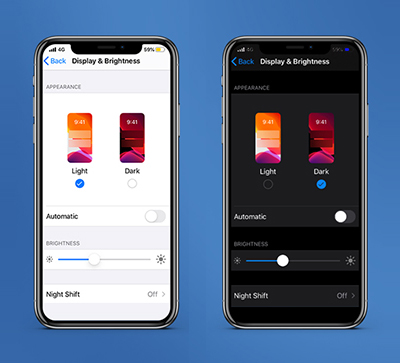 4G 59%
Back Display & Brightness
APPEARANCE
9:41 9:41
Light Dark
Automatic
BRIGHTNESS
Night Shift Off
4G
Back Display & Brightness
APPEARANCE
9:41 9:41
Light Dark
Automatic
BRIGHTNESS
Night Shift Off